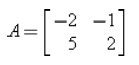 A = [ -2 -1
5 2 ]